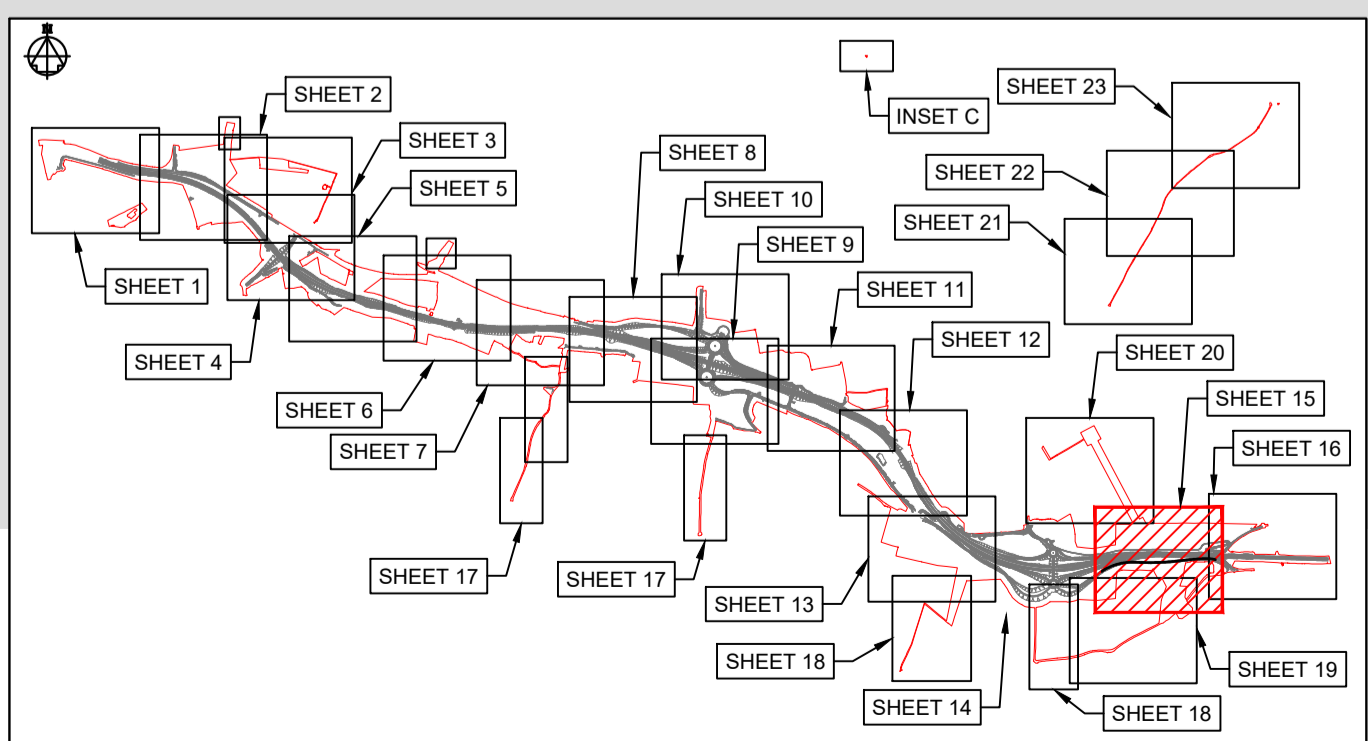 N
SHEET 2
INSET C
SHEET 23
SHEET 3
SHEET 8
SHEET 22
SHEET 5
SHEET 10
SHEET 21
SHEET 9
SHEET 1
SHEET 11
SHEET 12
SHEET 4
SHEET 20
SHEET 6
SHEET 15
SHEET 7
SHEET 16
SHEET 17
SHEET 17
SHEET 13
SHEET 18
SHEET 19
SHEET 14
SHEET 18